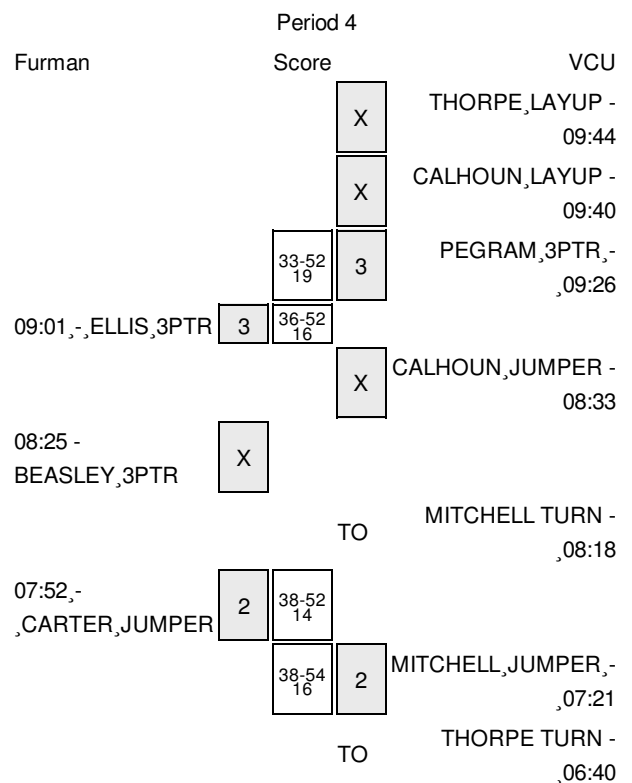 Period 4
Furman Score VCU
X THORPE¸LAYUP -
09:44
X CALHOUN¸LAYUP -
09:40
33-52
19
3
PEGRAM¸3PTR¸-
¸09:26
09:01¸-¸ELLIS¸3PTR 3 36-52
16
X CALHOUN¸JUMPER -
08:33
08:25 -
BEASLEY¸3PTR
X
TO MITCHELL TURN -
¸08:18
07:52¸-
¸CARTER¸JUMPER
2
38-52
14
38-54
16
2
MITCHELL¸JUMPER¸-
¸07:21
TO THORPE TURN -
¸06:40